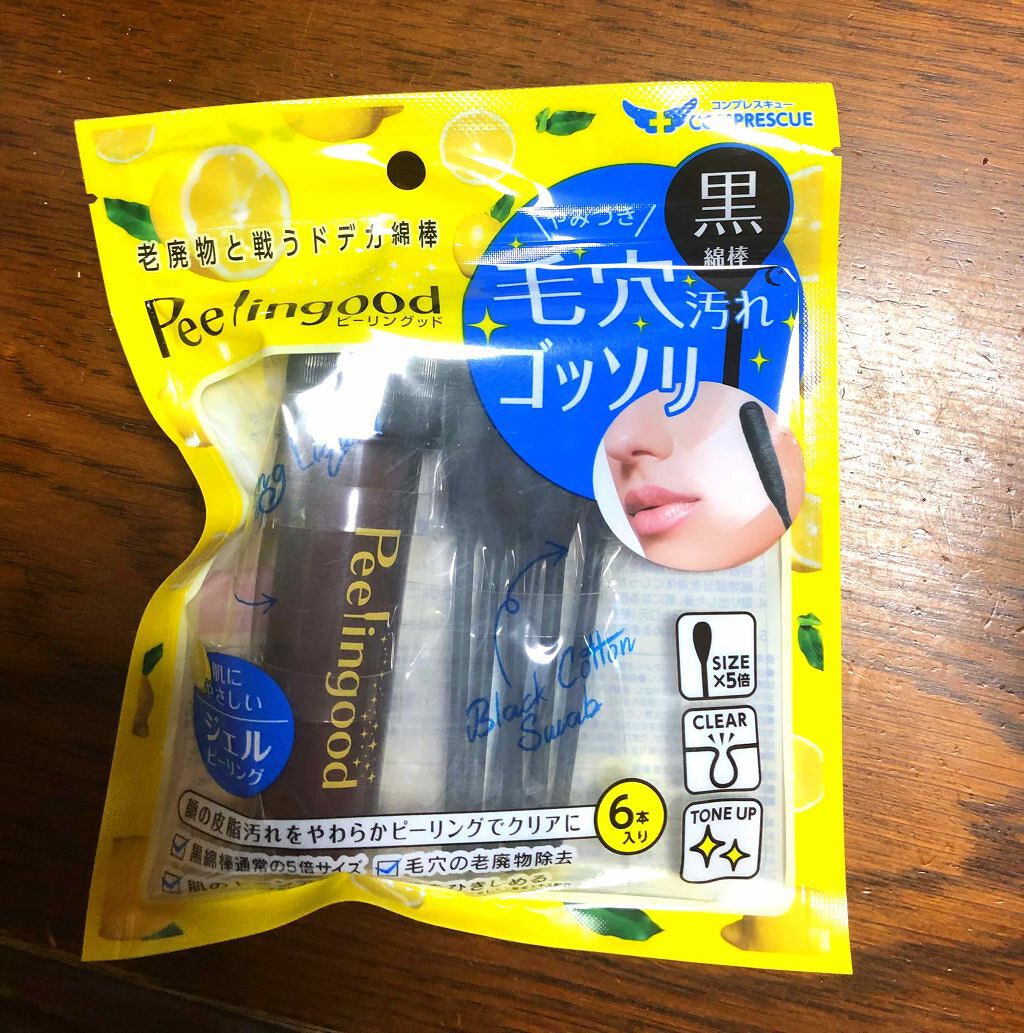 コンプレスキュー
COMPRESCUE
黒
綿棒
やみつき
毛穴汚れ
ゴッソリ
老廃物と戦うドデカ綿棒
Peelingood
ピーリングッド
Peelingood
Black Cotton
Swab
肌に
やさしい
ジェル
ピーリング
SIZE
×5倍
CLEAR
TONE UP
6本
入り
顔の皮脂汚れをやわらかピーリングでクリアに
黒綿棒通常の5倍サイズ
毛穴の老廃物除去
ひきしめる